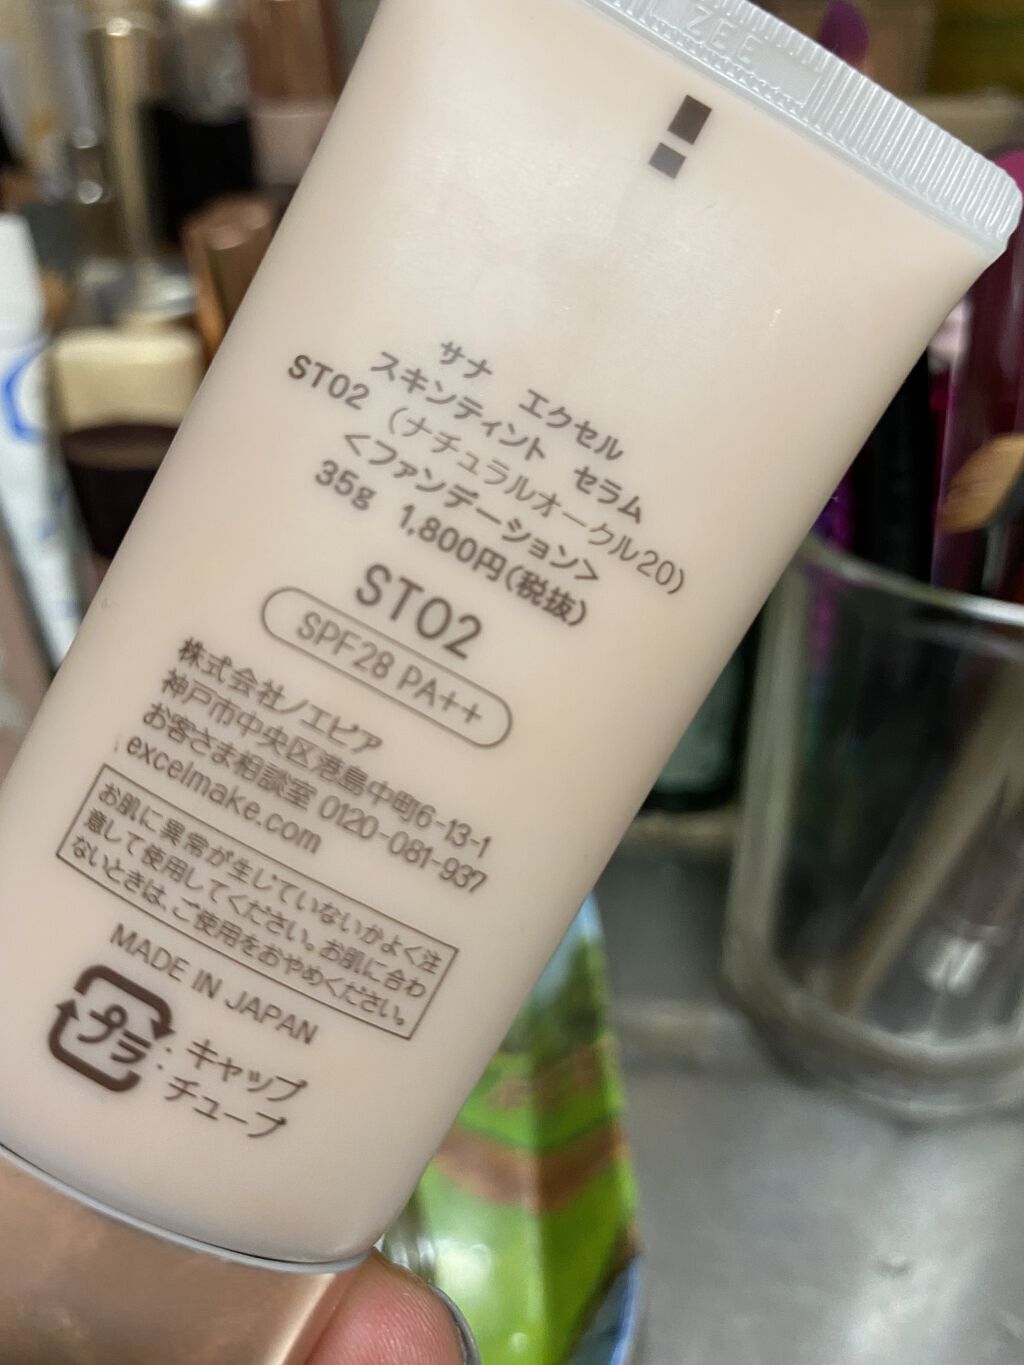 ZEE
サナ エクセル
スキンティント セラム
ST02 (ナチュラルオークル20)
<ファンデーション>
35g 1,800円(税抜)
ST02
SPF28 PA++
株式会社ノエビア
神戸市中央区港島中町6-13-1
お客さま相談室 0120-081-937
excelmake.com
お肌に異常が生じていないかよく注
意して使用してください。お肌に合わ
ないときは、ご使用をおやめください。
MADE IN JAPAN
プラ : キャップ
: チューブ